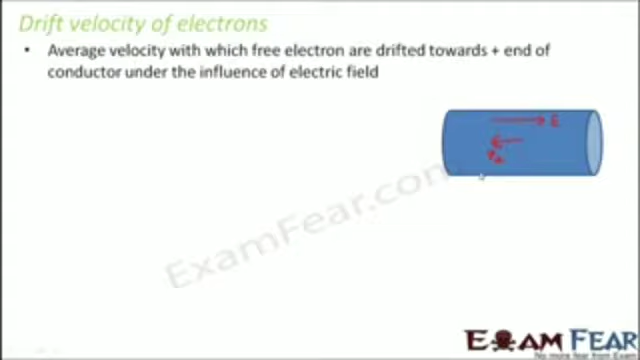 Drift velocity of electrons
• Average velocity with which free electron are drifted towards + end of
conductor under the influence of electric field
E
ExamFear.com
EXAM FEAR
No more fear from Exam